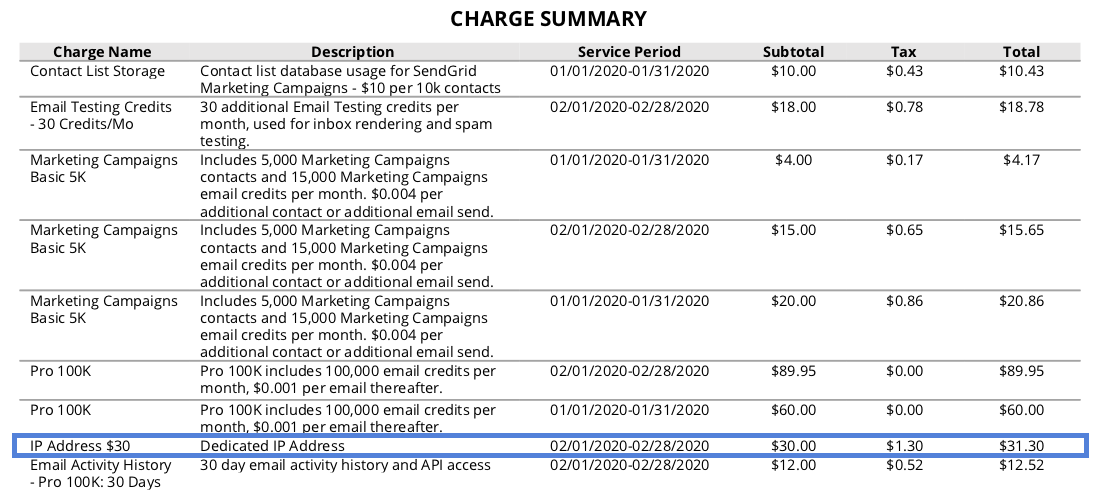 CHARGE SUMMARY
Charge Name Description Service Period Subtotal Tax Total
Contact List Storage Contact list database usage for SendGrid 01/01/2020-01/31/2020 $10.00 $0.43 $10.43
Marketing Campaigns - $10 per 10k contacts
Email Testing Credits 30 additional Email Testing credits per 02/01/2020-02/28/2020 $18.00 $0.78 $18.78
- 30 Credits/Mo month, used for inbox rendering and spam
testing.
Marketing Campaigns Includes 5,000 Marketing Campaigns 01/01/2020-01/31/2020 $4.00 $0.17 $4.17
Basic 5K contacts and 15,000 Marketing Campaigns
email credits per month. $0.004 per
additional contact or additional email send.
Marketing Campaigns Includes 5,000 Marketing Campaigns 02/01/2020-02/28/2020 $15.00 $0.65 $15.65
Basic 5K contacts and 15,000 Marketing Campaigns
email credits per month. $0.004 per
additional contact or additional email send.
Marketing Campaigns Includes 5,000 Marketing Campaigns 01/01/2020-01/31/2020 $20.00 $0.86 $20.86
Basic 5K contacts and 15,000 Marketing Campaigns
email credits per month. $0.004 per
additional contact or additional email send.
Pro 100K Pro 100K includes 100,000 email credits per 02/01/2020-02/28/2020 $89.95 $0.00 $89.95
month, $0.001 per email thereafter.
Pro 100K Pro 100K includes 100,000 email credits per 01/01/2020-01/31/2020 $60.00 $0.00 $60.00
month, $0.001 per email thereafter.
IP Address $30 Dedicated IP Address 02/01/2020-02/28/2020 $30.00 $1.30 $31.30
Email Activity History 30 day email activity history and API access 02/01/2020-02/28/2020 $12.00 $0.52 $12.52
- Pro 100K: 30 Days